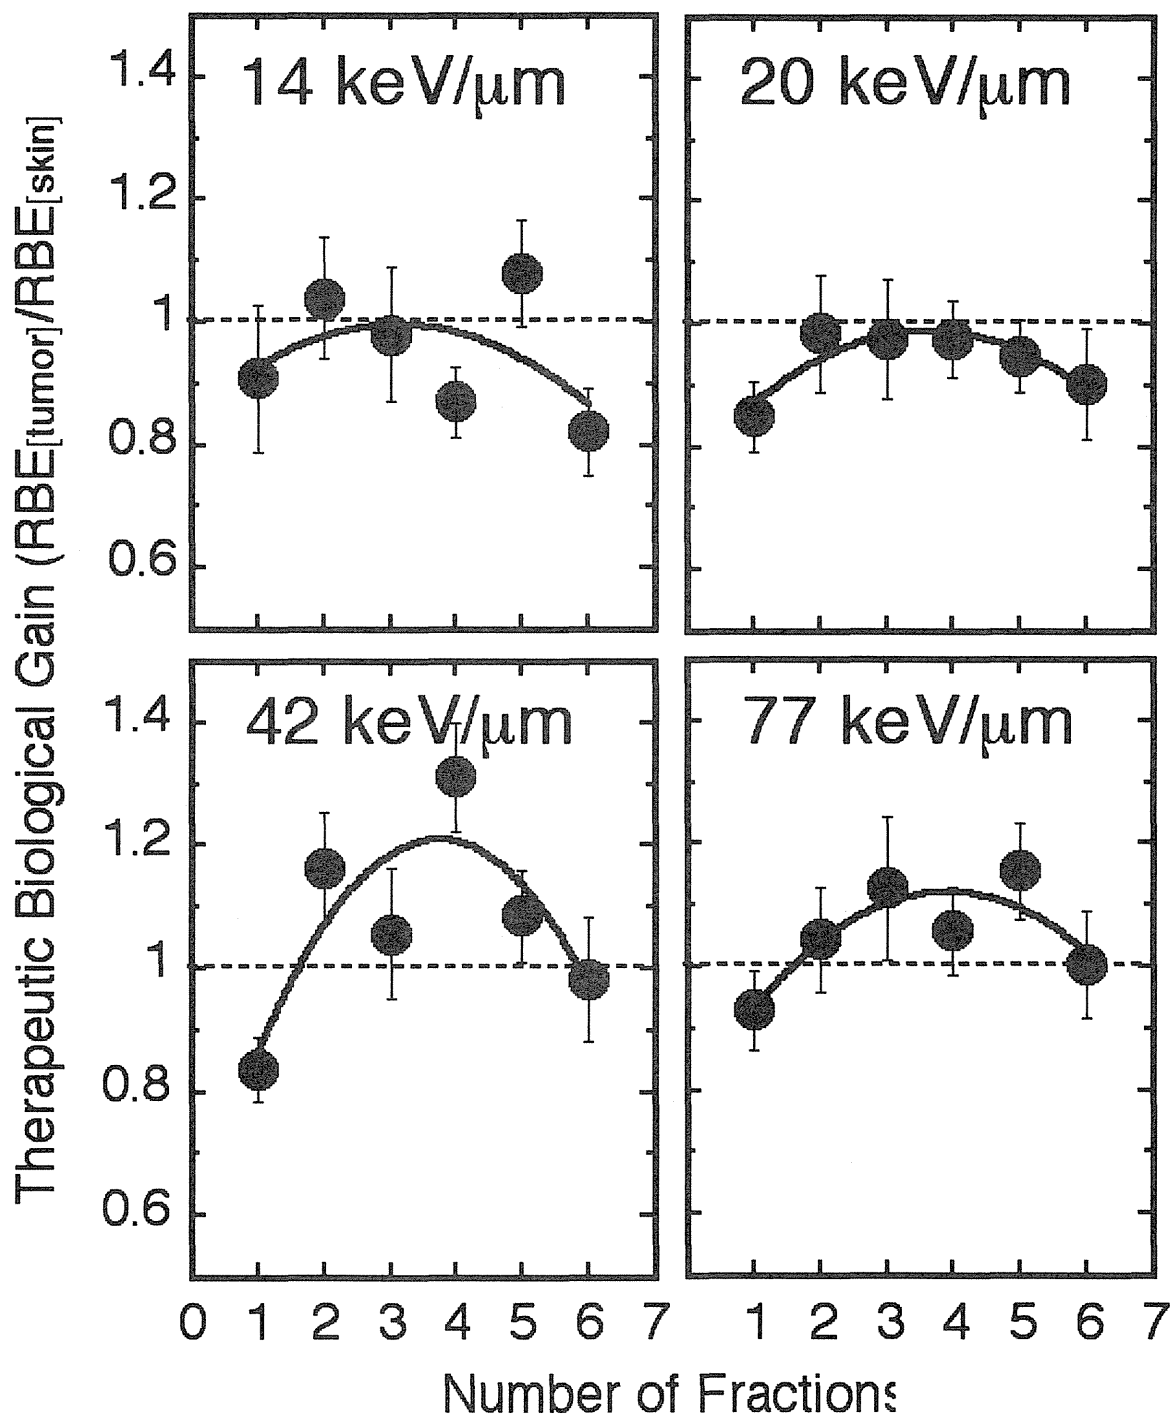 Therapeutic Biological Gain (RBE[tumor]/RBE[skin]
14 keV/μm
20 keV/μm
1.4
1.2
1
0.8
0.6
42 keV/μm
77 keV/μm
1.4
1.2
1
0.8
0.6
0 1 2 3 4 5 6 7
1 2 3 4 5 6 7
Number of Fractions